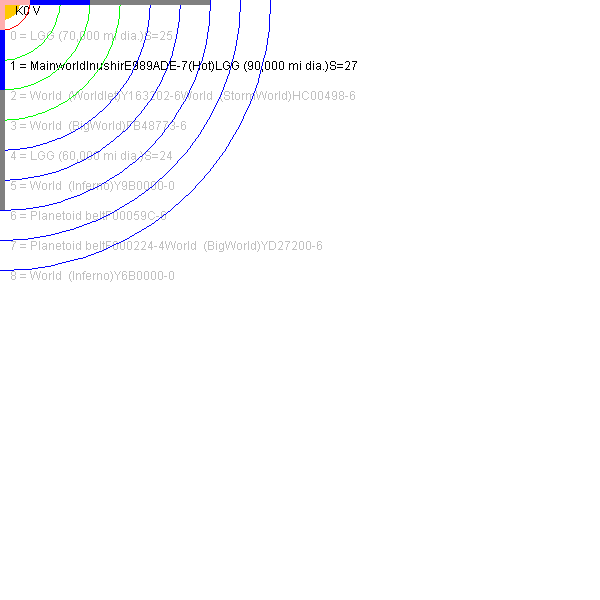 K0 V
0 = LGG (70,000 mi dia.)S=25
1 = MainworldInushirE989ADE-7(Hot)LGG (90,000 mi dia.)S=27
2 = World (Worldlet)Y163202-6World (StormWorld)HC00498-6
3 = World (BigWorld)FB48773-6
4 = LGG (60,000 mi dia.)S=24
5 = World (Inferno)Y9B0000-0
6 = Planetoid beltF00059C-6
7 = Planetoid beltF000224-4World (BigWorld)YD27200-6
8 = World (Inferno)Y6B0000-0